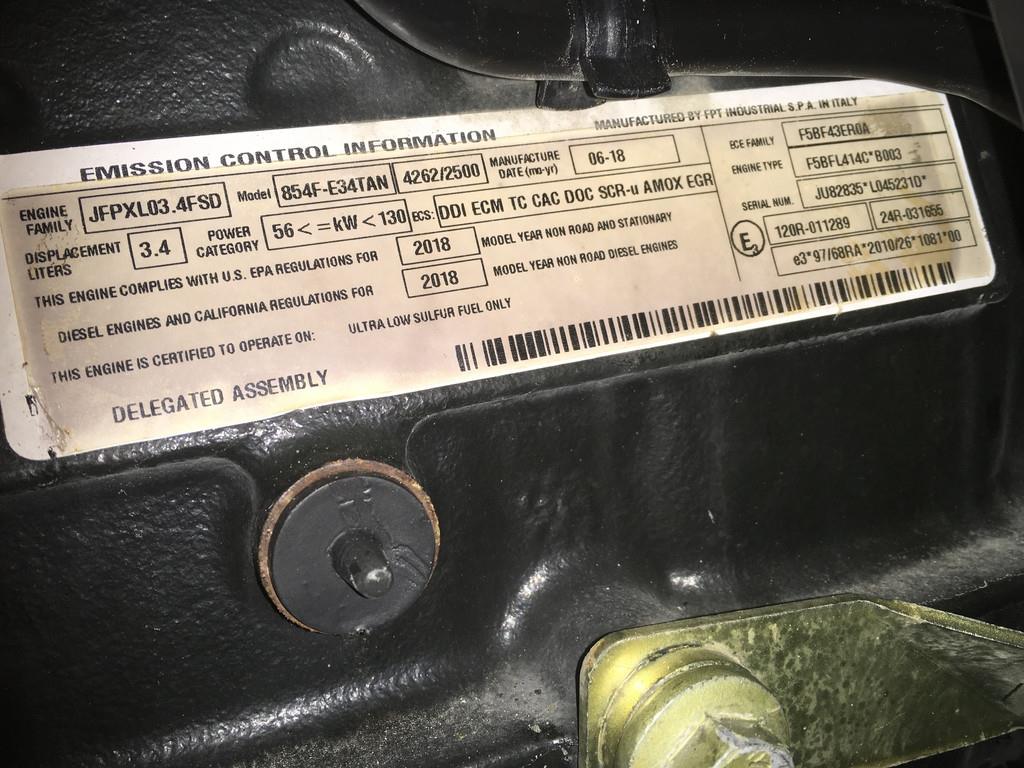 EMISSION CONTROL INFORMATION MANUFACTURED BY FPT INDUSTRIAL S.P.A. IN ITALY
ENGINE FAMILY JFPXL03.4FSD Model 854F-E34TAN 4262/2500 MANUFACTURE DATE (mo-yr) 06-18
DISPLACEMENT LITERS 3.4 POWER CATEGORY 56 < = kW < 130 ECS: DDI ECM TC CAC DOC SCR-u AMOX EGR
THIS ENGINE COMPLIES WITH U.S. EPA REGULATIONS FOR 2018 MODEL YEAR NON ROAD AND STATIONARY
DIESEL ENGINES AND CALIFORNIA REGULATIONS FOR 2018 MODEL YEAR NON ROAD DIESEL ENGINES
THIS ENGINE IS CERTIFIED TO OPERATE ON: ULTRA LOW SULFUR FUEL ONLY
DELEGATED ASSEMBLY
ECE FAMILY F5BF43ER0A
ENGINE TYPE F5BFL414C*B003
SERIAL NUM. JU82835*L045231D*
E3 120R-011289 24R-031655
e3*97/68RA*2010/26*1081*00